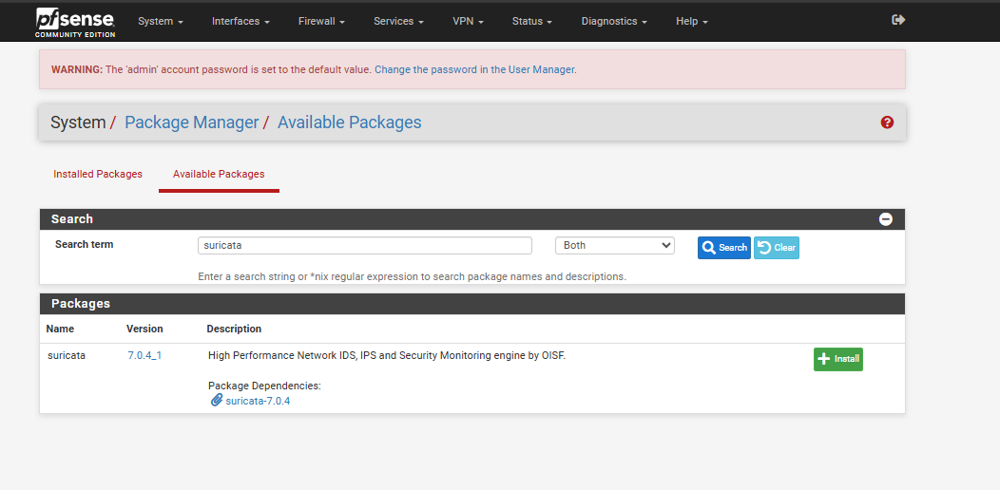 pfsense
COMMUNITY EDITION
System Interfaces Firewall Services VPN Status Diagnostics Help
WARNING: The 'admin' account password is set to the default value. Change the password in the User Manager.
System / Package Manager / Available Packages
Installed Packages Available Packages
Search
Search term suricata Both Search Clear
Enter a search string or *nix regular expression to search package names and descriptions.
Packages
Name Version Description
suricata 7.0.4_1 High Performance Network IDS, IPS and Security Monitoring engine by OISF. Install
Package Dependencies:
suricata-7.0.4